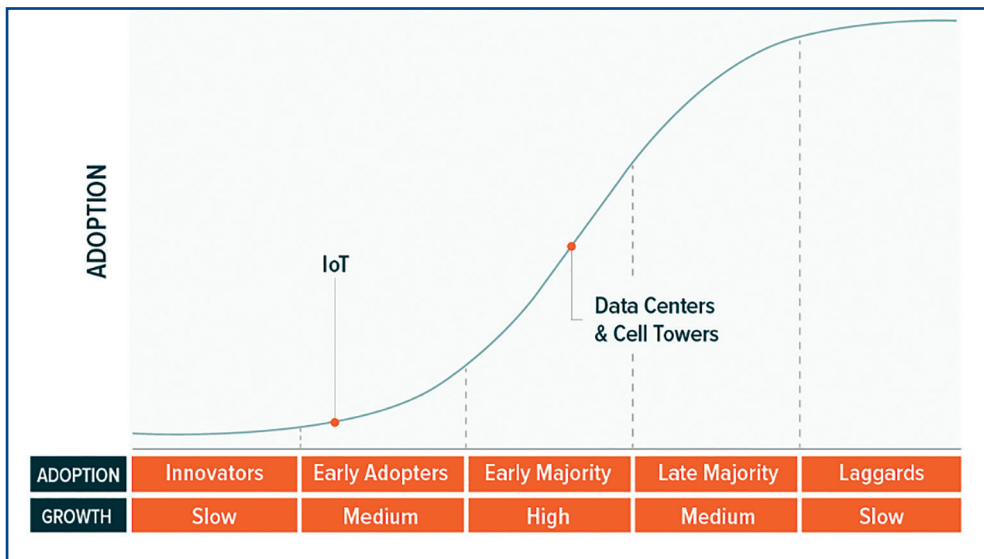 ADOPTION
IoT
Data Centers
& Cell Towers
ADOPTION Innovators Early Adopters Early Majority Late Majority Laggards
GROWTH Slow Medium High Medium Slow